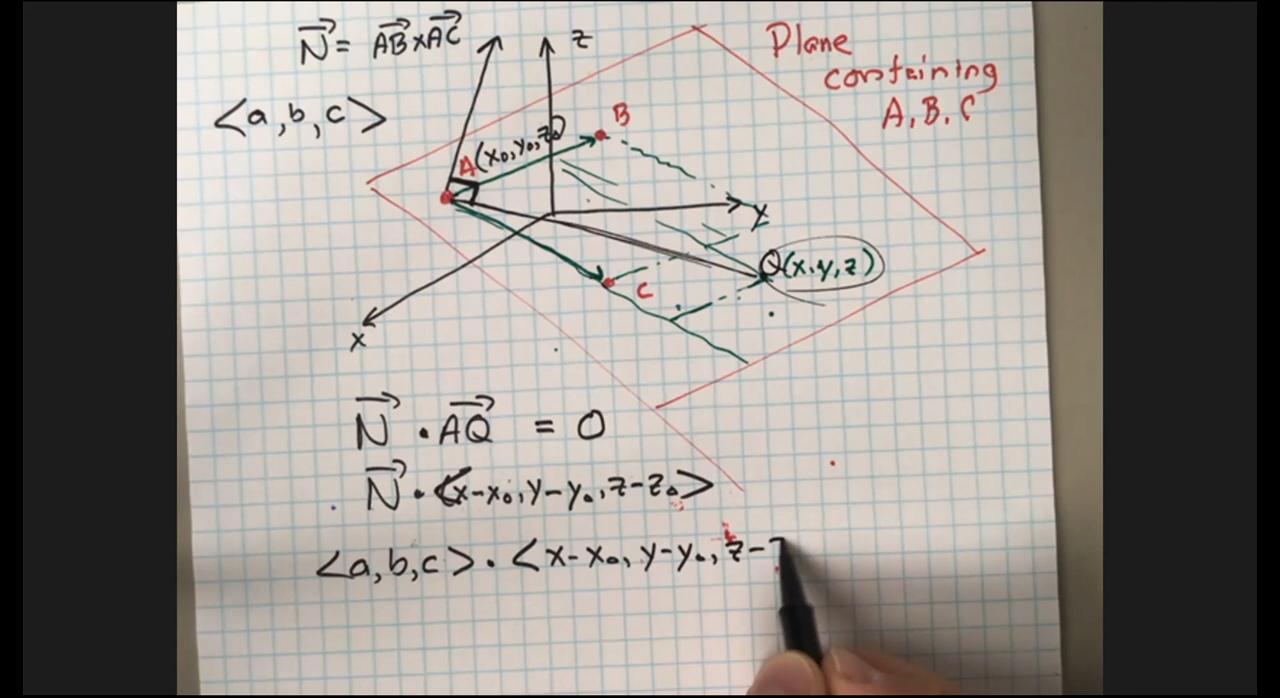 N = AB × AC
z
Plane
containing
A, B, C
<a, b, c>
B
A(x₀, y₀, z₀)
y
Q(x, y, z)
C
x
N · AQ = 0
N · <x-x₀, y-y₀, z-z₀>
<a, b, c> · <x-x₀, y-y₀, z-